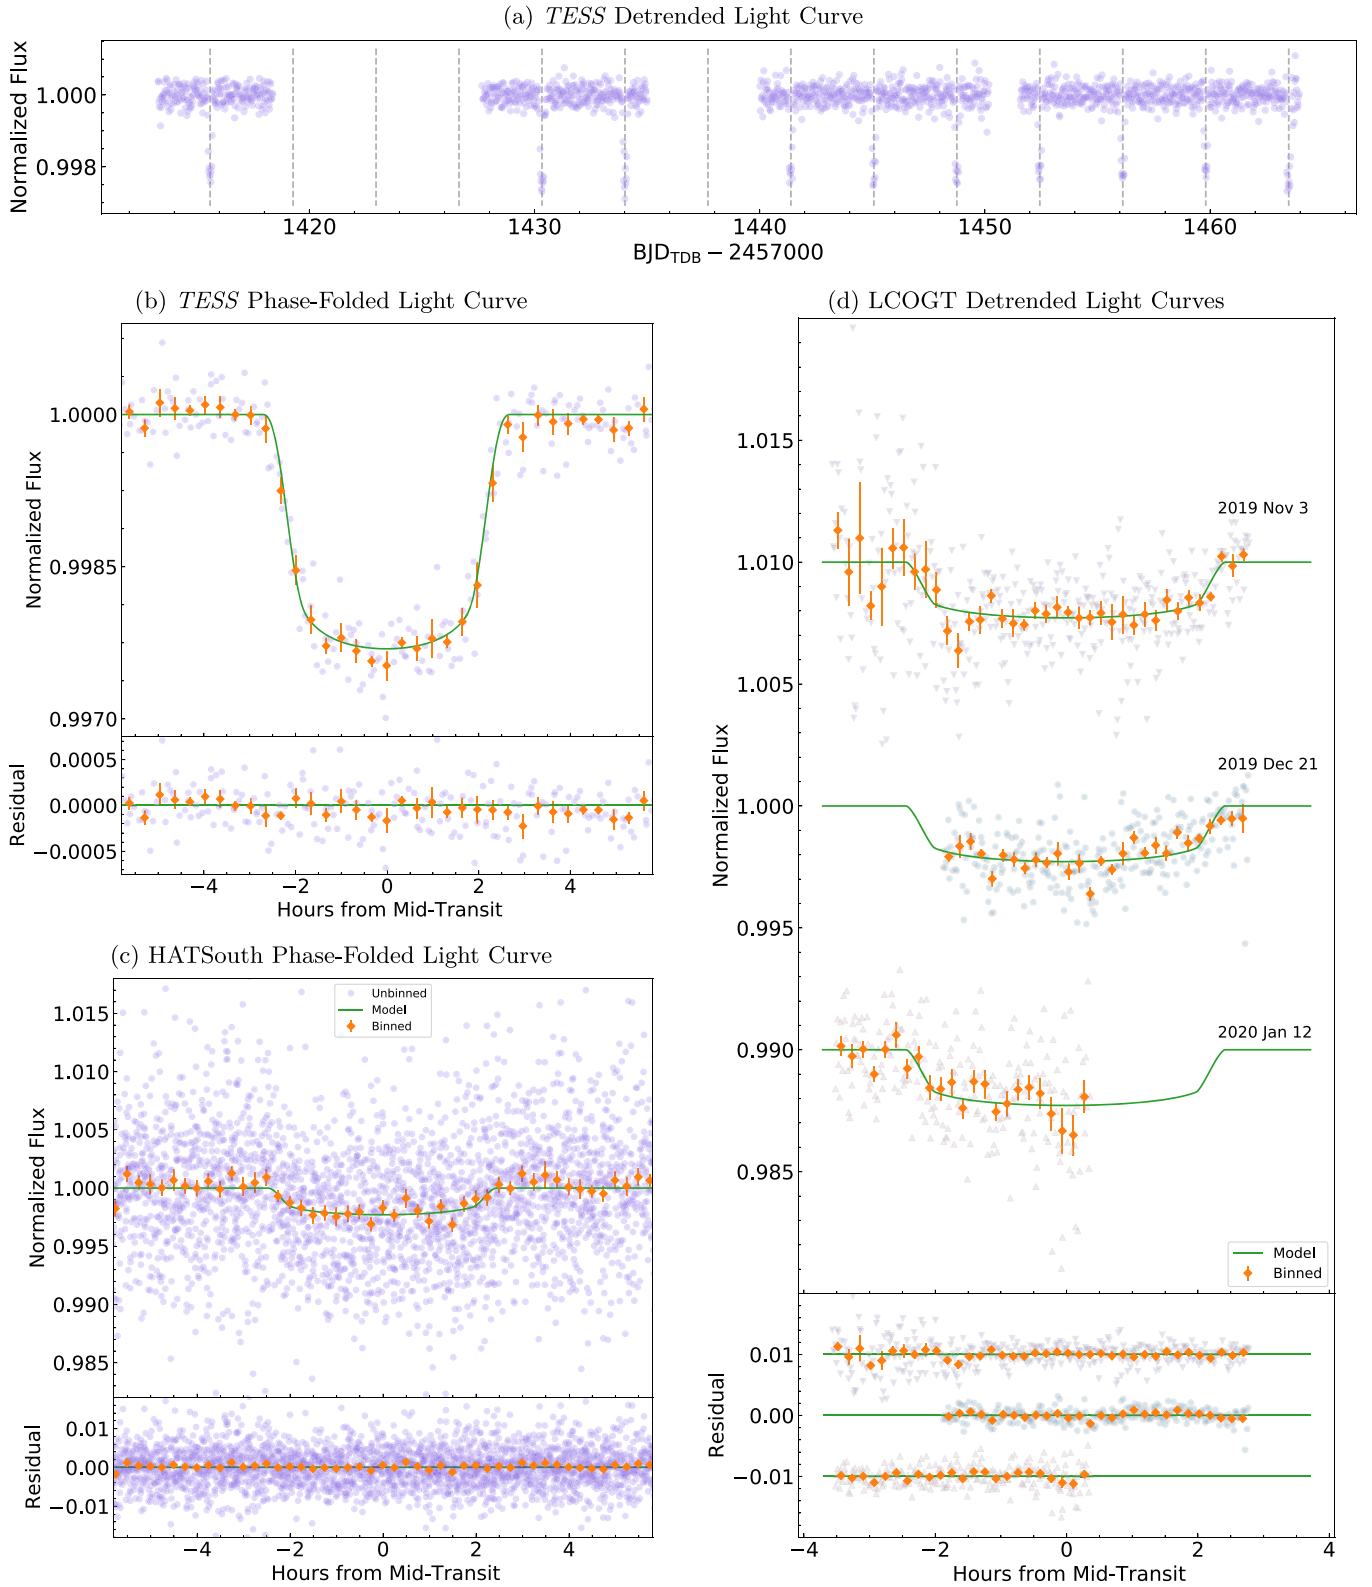 (a) TESS Detrended Light Curve
Normalized Flux
1.000
0.998
1420 1430 1440 1450 1460
BJD_TDB − 2457000
(b) TESS Phase-Folded Light Curve
Normalized Flux
1.0000
0.9985
0.9970
Residual
0.0005
0.0000
−0.0005
−4 −2 0 2 4
Hours from Mid-Transit
(c) HATSouth Phase-Folded Light Curve
Unbinned
Model
Binned
Normalized Flux
1.015
1.010
1.005
1.000
0.995
0.990
0.985
Residual
0.01
0.00
−0.01
−4 −2 0 2 4
Hours from Mid-Transit
(d) LCOGT Detrended Light Curves
Normalized Flux
1.015
1.010
1.005
1.000
0.995
0.990
0.985
2019 Nov 3
2019 Dec 21
2020 Jan 12
Model
Binned
Residual
0.01
0.00
−0.01
−4 −2 0 2 4
Hours from Mid-Transit